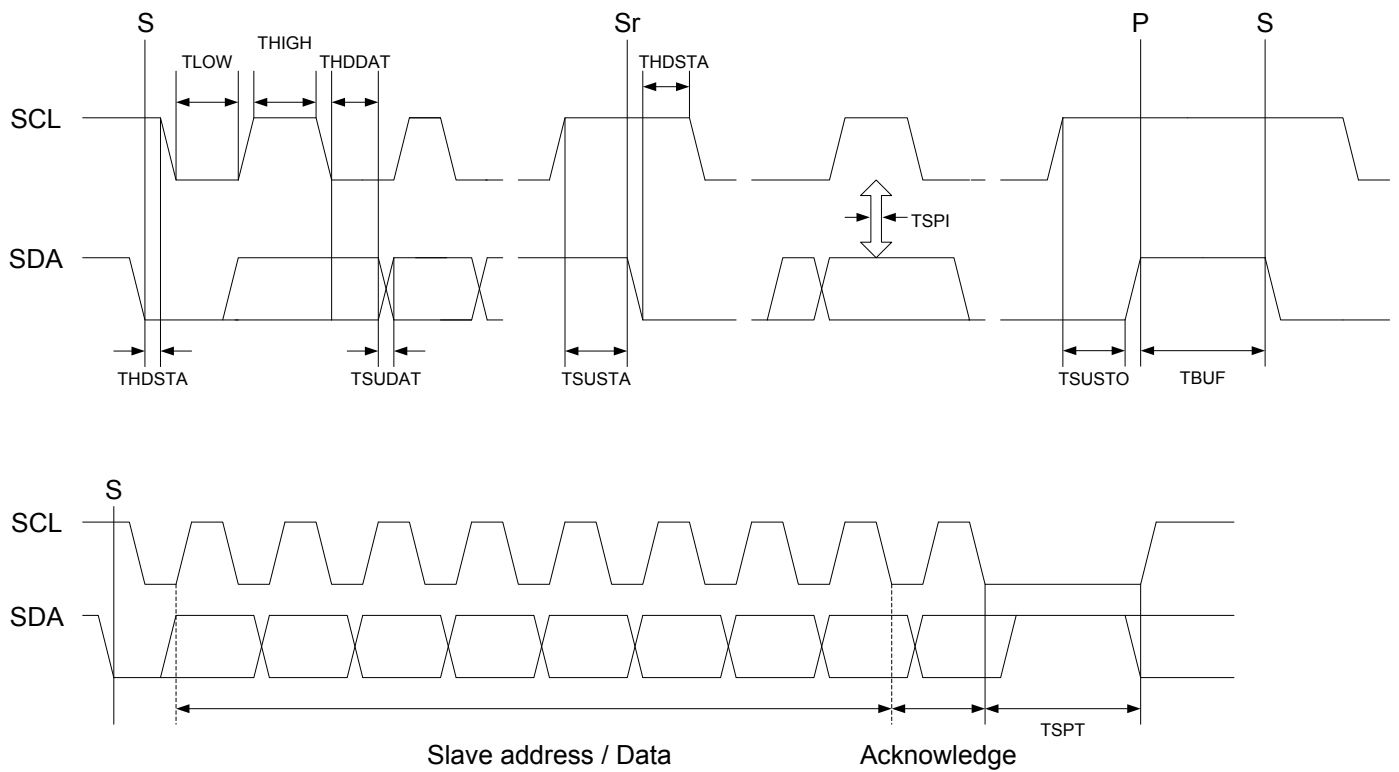 S Sr P S
THIGH
TLOW THDDAT THDSTA
SCL
TSPI
SDA
THDSTA TSUDAT TSUSTA TSUSTO TBUF
S
SCL
SDA
TSPT
Slave address / Data Acknowledge